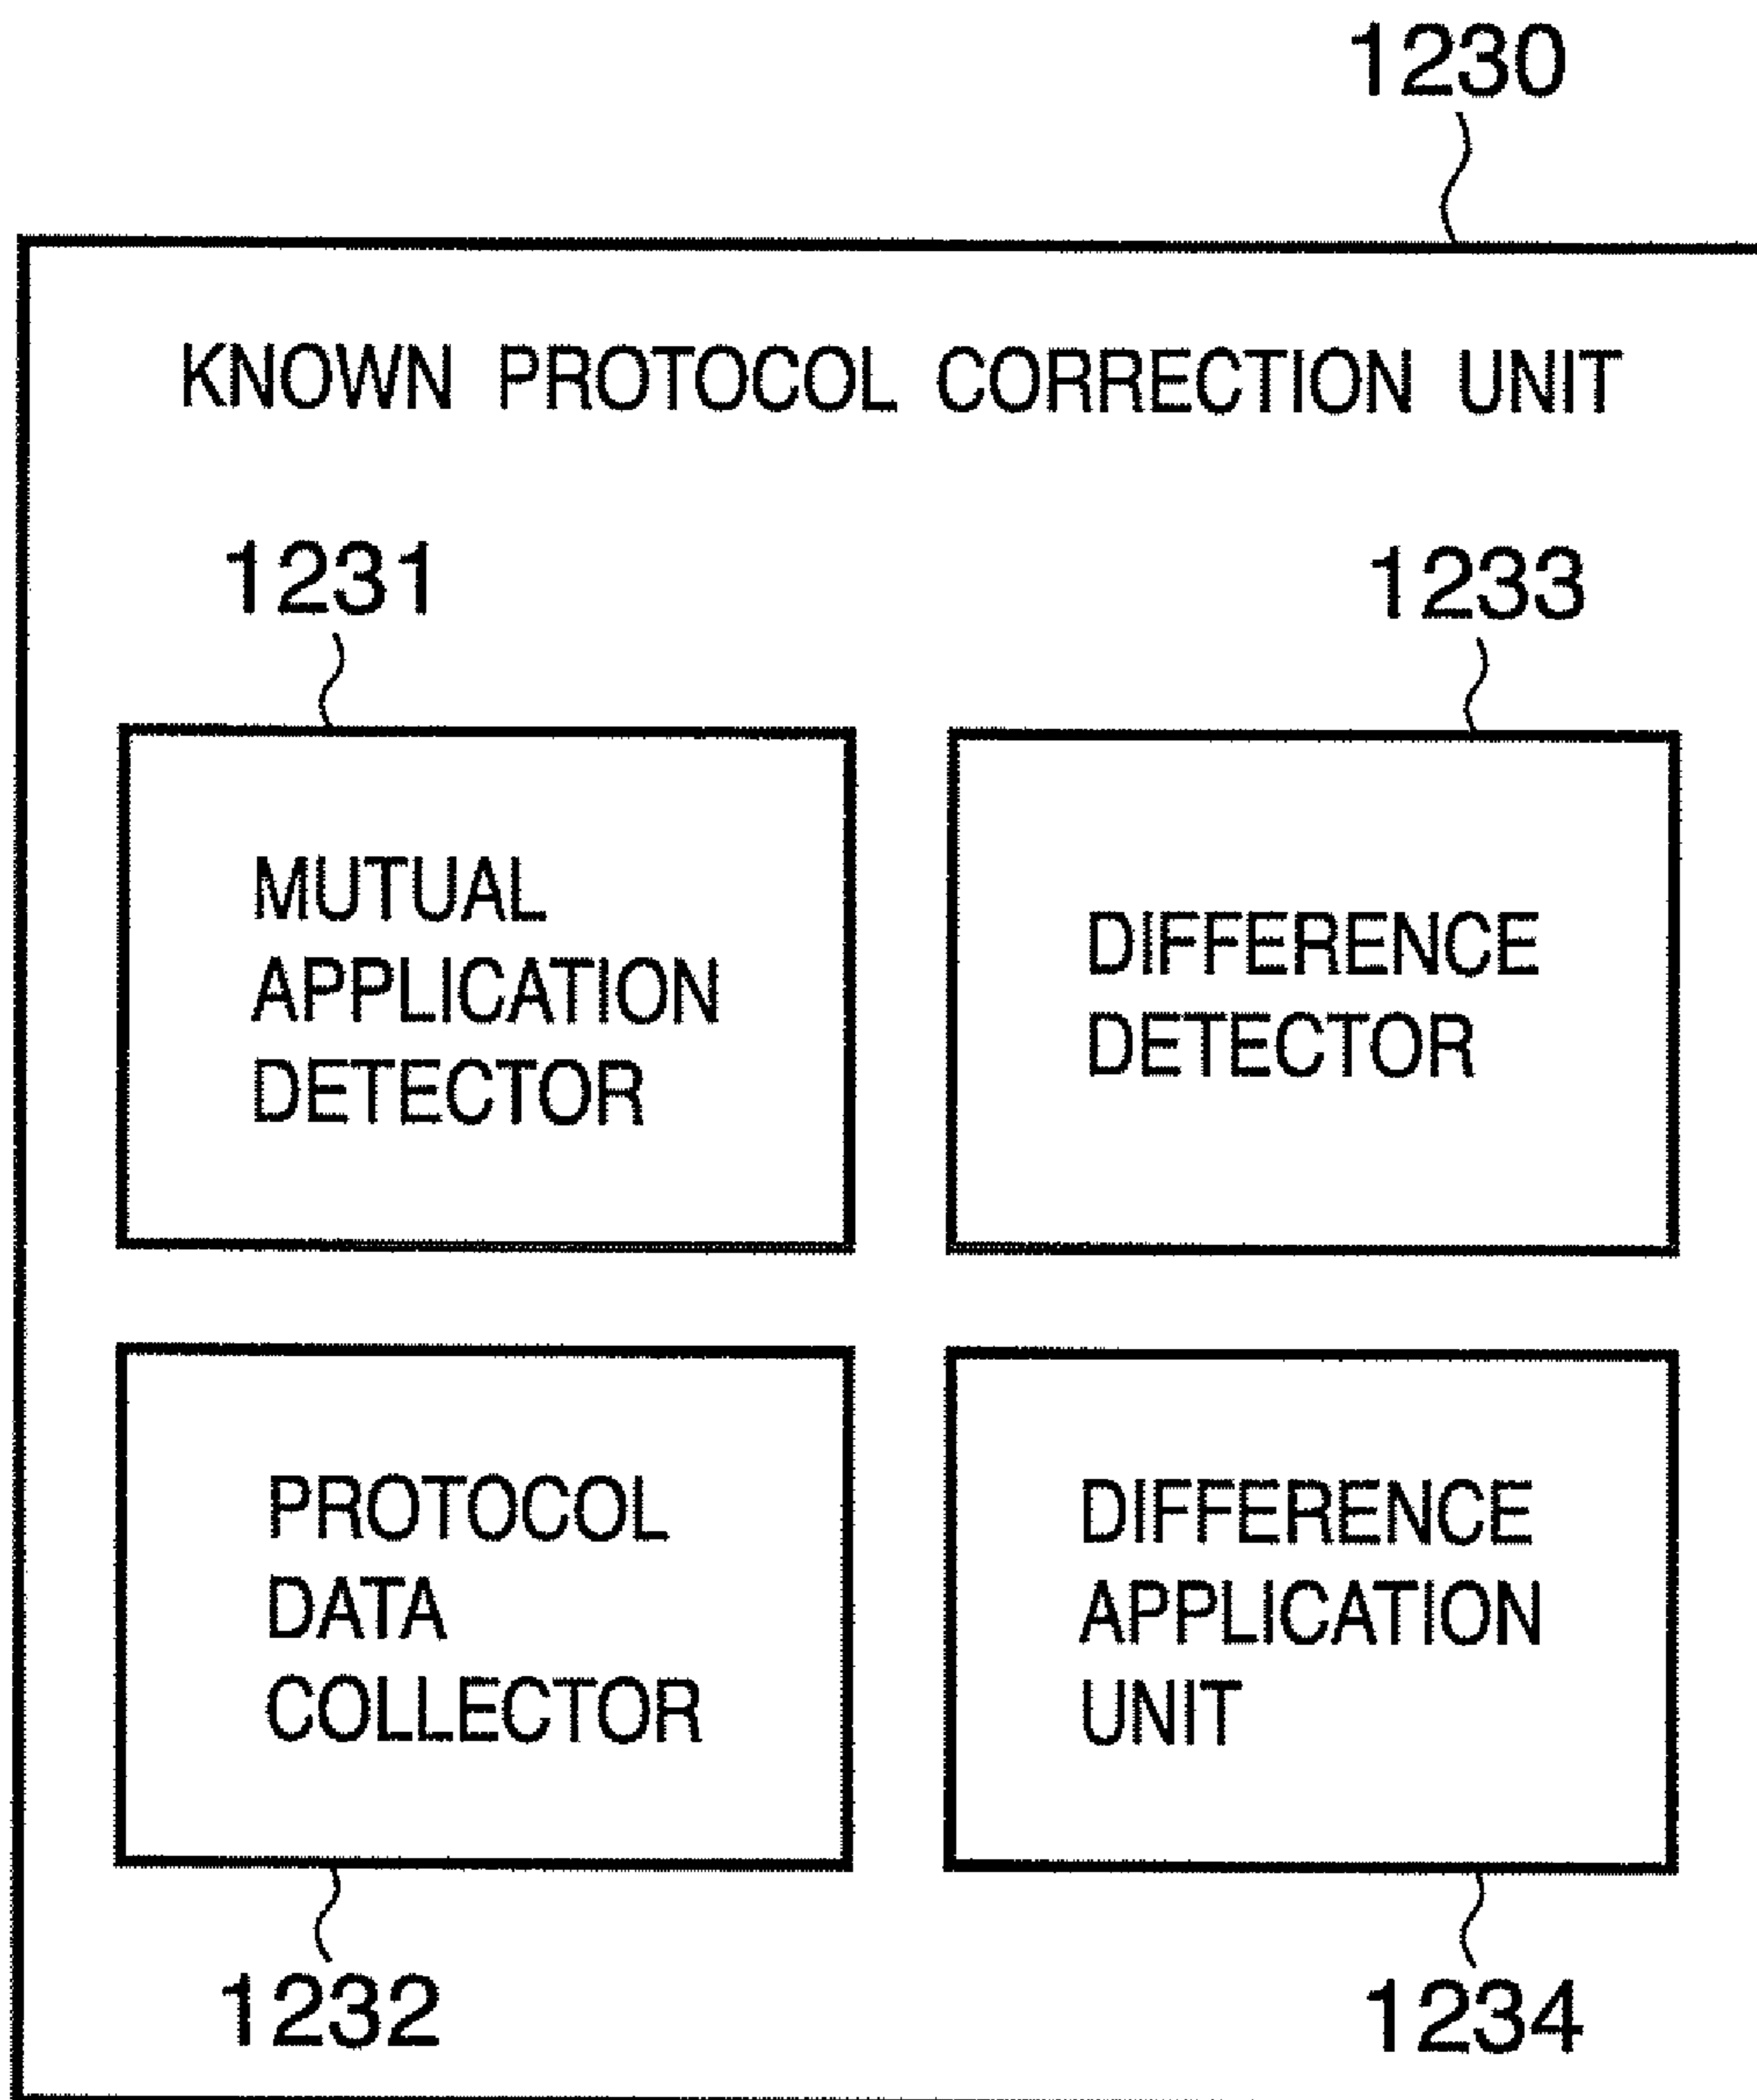 1230
KNOWN PROTOCOL CORRECTION UNIT
1231
MUTUAL
APPLICATION
DETECTOR
1233
DIFFERENCE
DETECTOR
PROTOCOL
DATA
COLLECTOR
1232
DIFFERENCE
APPLICATION
UNIT
1234